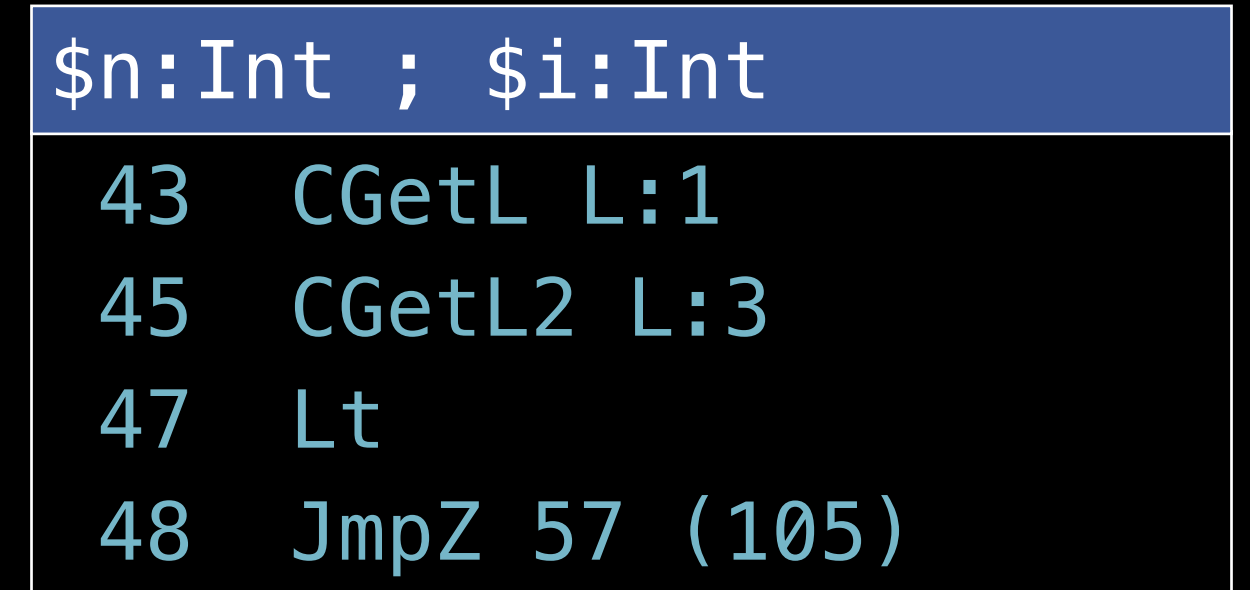 $n:Int ; $i:Int
43 CGetL L:1
45 CGetL2 L:3
47 Lt
48 JmpZ 57 (105)